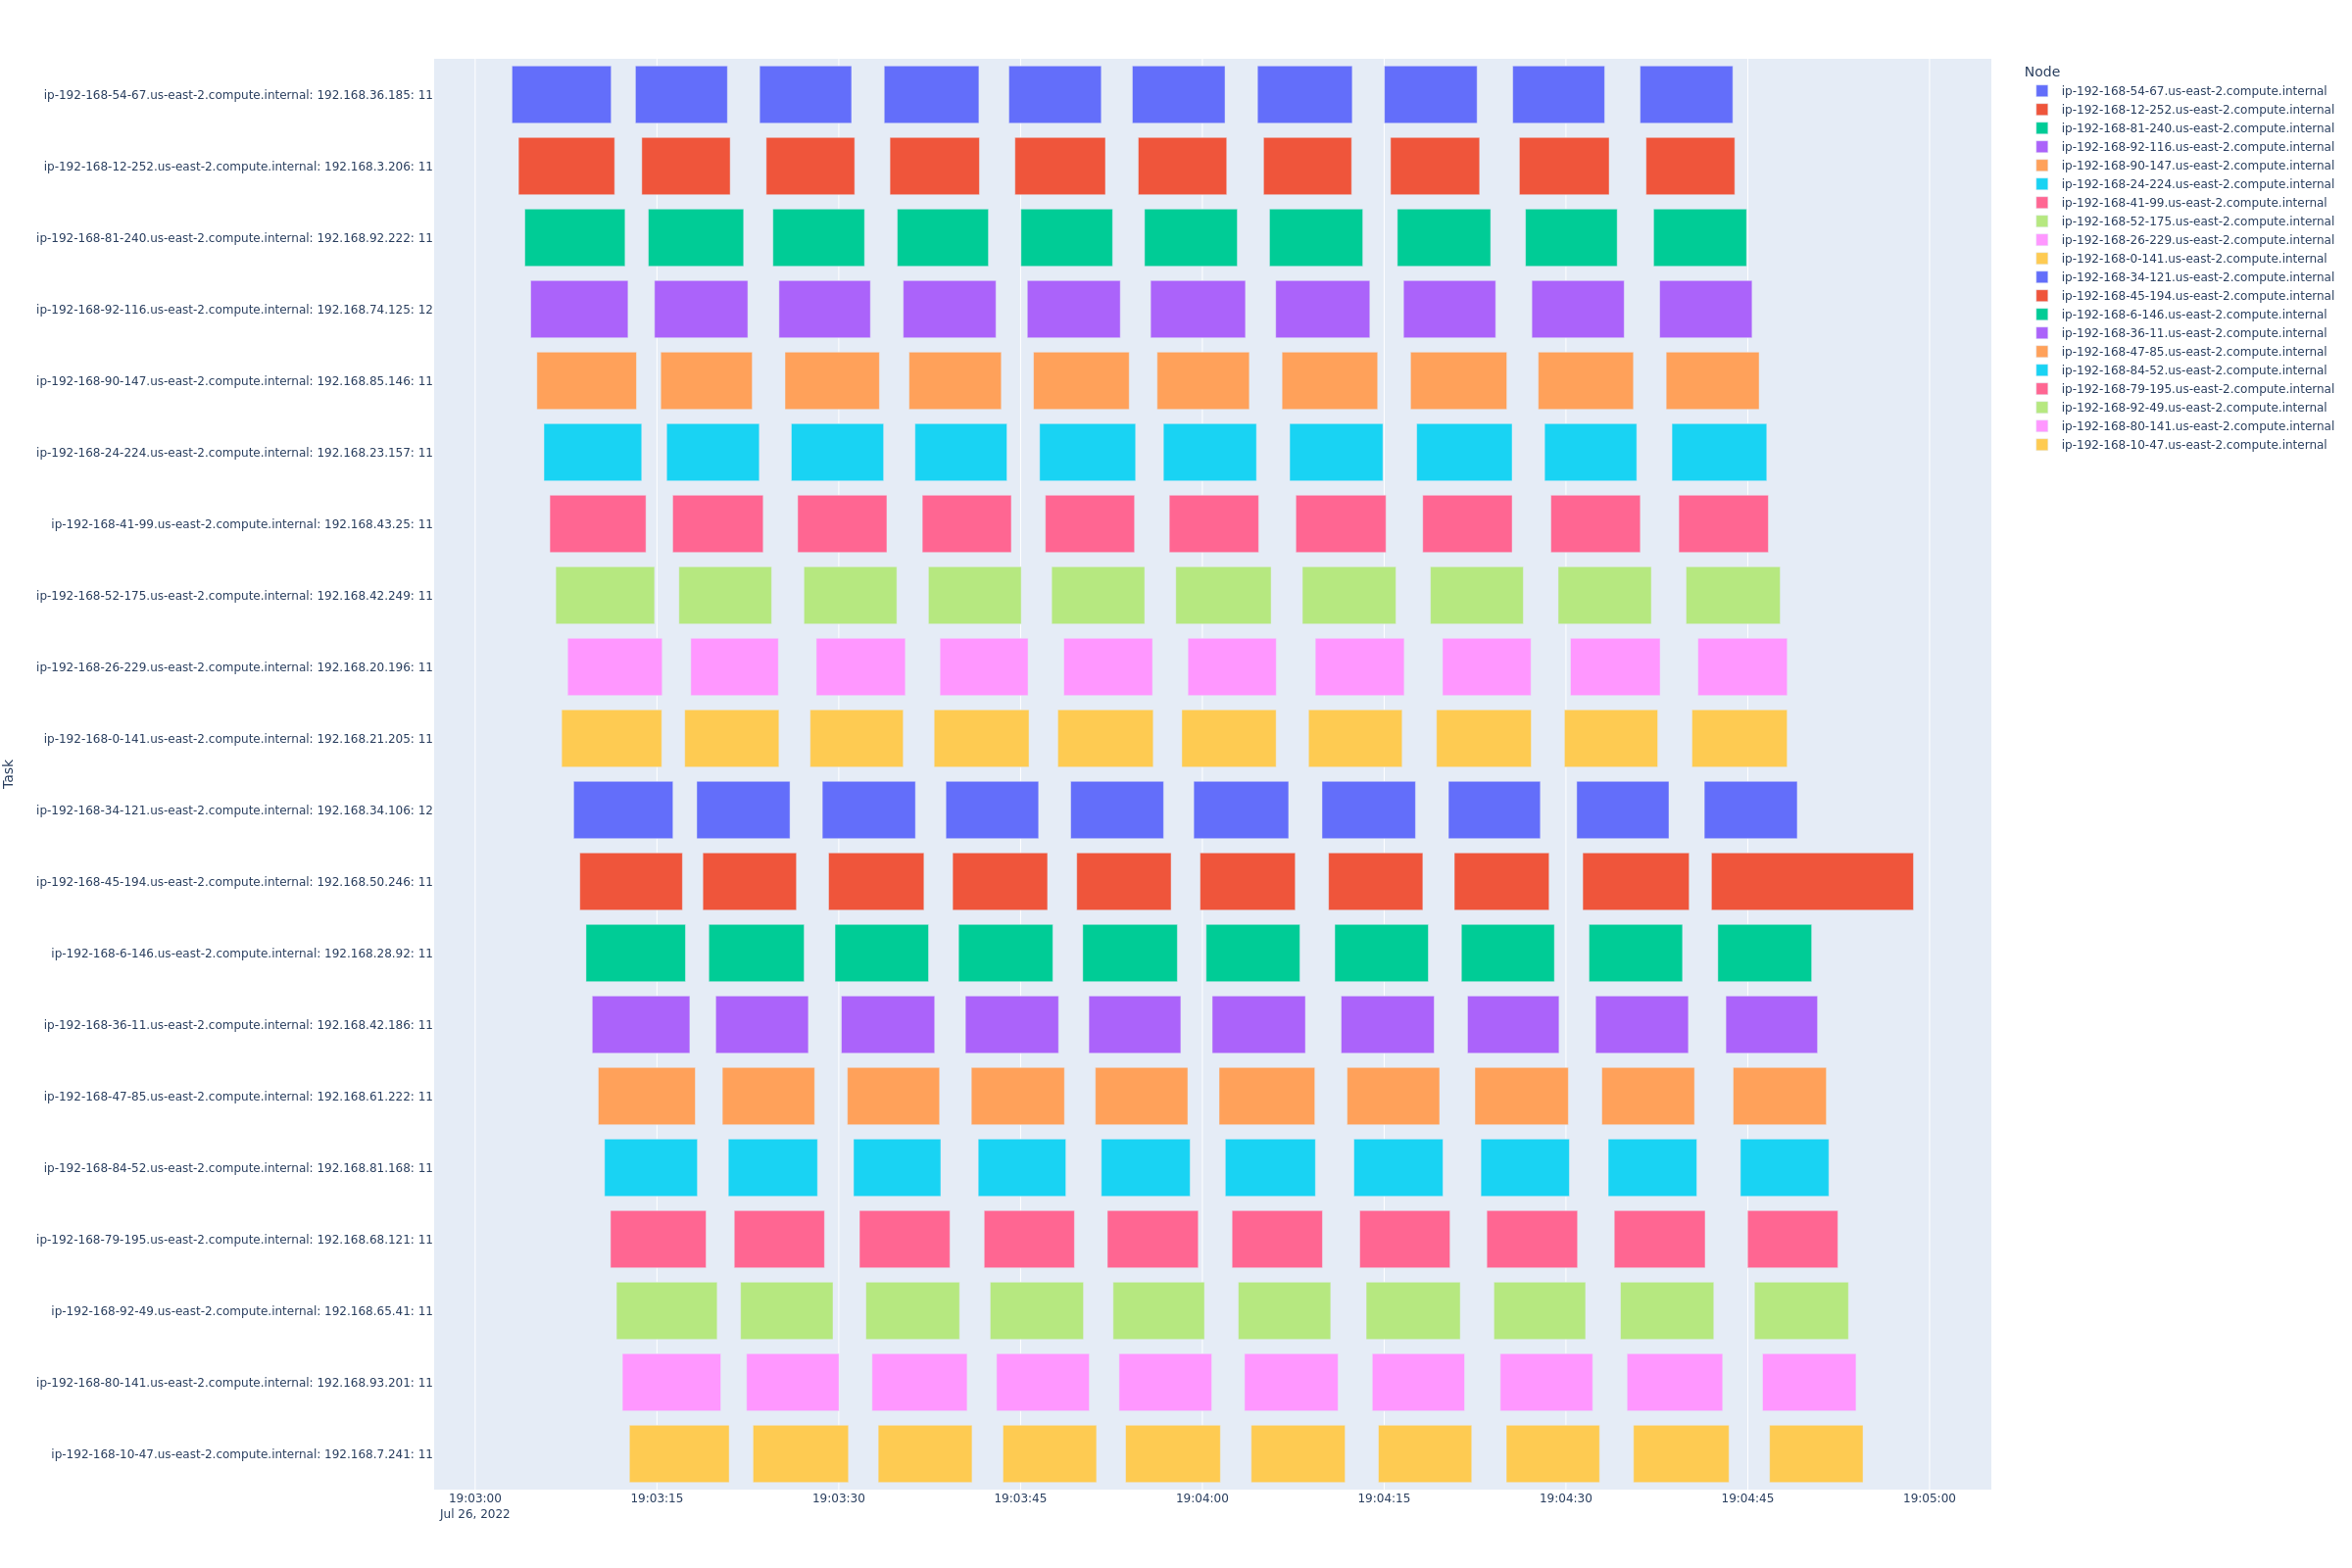 ip-192-168-54-67.us-east-2.compute.internal: 192.168.36.185: 11
ip-192-168-12-252.us-east-2.compute.internal: 192.168.3.206: 11
ip-192-168-81-240.us-east-2.compute.internal: 192.168.92.222: 11
ip-192-168-92-116.us-east-2.compute.internal: 192.168.74.125: 12
ip-192-168-90-147.us-east-2.compute.internal: 192.168.85.146: 11
ip-192-168-24-224.us-east-2.compute.internal: 192.168.23.157: 11
ip-192-168-41-99.us-east-2.compute.internal: 192.168.43.25: 11
ip-192-168-52-175.us-east-2.compute.internal: 192.168.42.249: 11
ip-192-168-26-229.us-east-2.compute.internal: 192.168.20.196: 11
ip-192-168-0-141.us-east-2.compute.internal: 192.168.21.205: 11
ip-192-168-34-121.us-east-2.compute.internal: 192.168.34.106: 12
ip-192-168-45-194.us-east-2.compute.internal: 192.168.50.246: 11
ip-192-168-6-146.us-east-2.compute.internal: 192.168.28.92: 11
ip-192-168-36-11.us-east-2.compute.internal: 192.168.42.186: 11
ip-192-168-47-85.us-east-2.compute.internal: 192.168.61.222: 11
ip-192-168-84-52.us-east-2.compute.internal: 192.168.81.168: 11
ip-192-168-79-195.us-east-2.compute.internal: 192.168.68.121: 11
ip-192-168-92-49.us-east-2.compute.internal: 192.168.65.41: 11
ip-192-168-80-141.us-east-2.compute.internal: 192.168.93.201: 11
ip-192-168-10-47.us-east-2.compute.internal: 192.168.7.241: 11
Task
19:03:00 19:03:15 19:03:30 19:03:45 19:04:00 19:04:15 19:04:30 19:04:45 19:05:00
Jul 26, 2022
Node
ip-192-168-54-67.us-east-2.compute.internal
ip-192-168-12-252.us-east-2.compute.internal
ip-192-168-81-240.us-east-2.compute.internal
ip-192-168-92-116.us-east-2.compute.internal
ip-192-168-90-147.us-east-2.compute.internal
ip-192-168-24-224.us-east-2.compute.internal
ip-192-168-41-99.us-east-2.compute.internal
ip-192-168-52-175.us-east-2.compute.internal
ip-192-168-26-229.us-east-2.compute.internal
ip-192-168-0-141.us-east-2.compute.internal
ip-192-168-34-121.us-east-2.compute.internal
ip-192-168-45-194.us-east-2.compute.internal
ip-192-168-6-146.us-east-2.compute.internal
ip-192-168-36-11.us-east-2.compute.internal
ip-192-168-47-85.us-east-2.compute.internal
ip-192-168-84-52.us-east-2.compute.internal
ip-192-168-79-195.us-east-2.compute.internal
ip-192-168-92-49.us-east-2.compute.internal
ip-192-168-80-141.us-east-2.compute.internal
ip-192-168-10-47.us-east-2.compute.internal